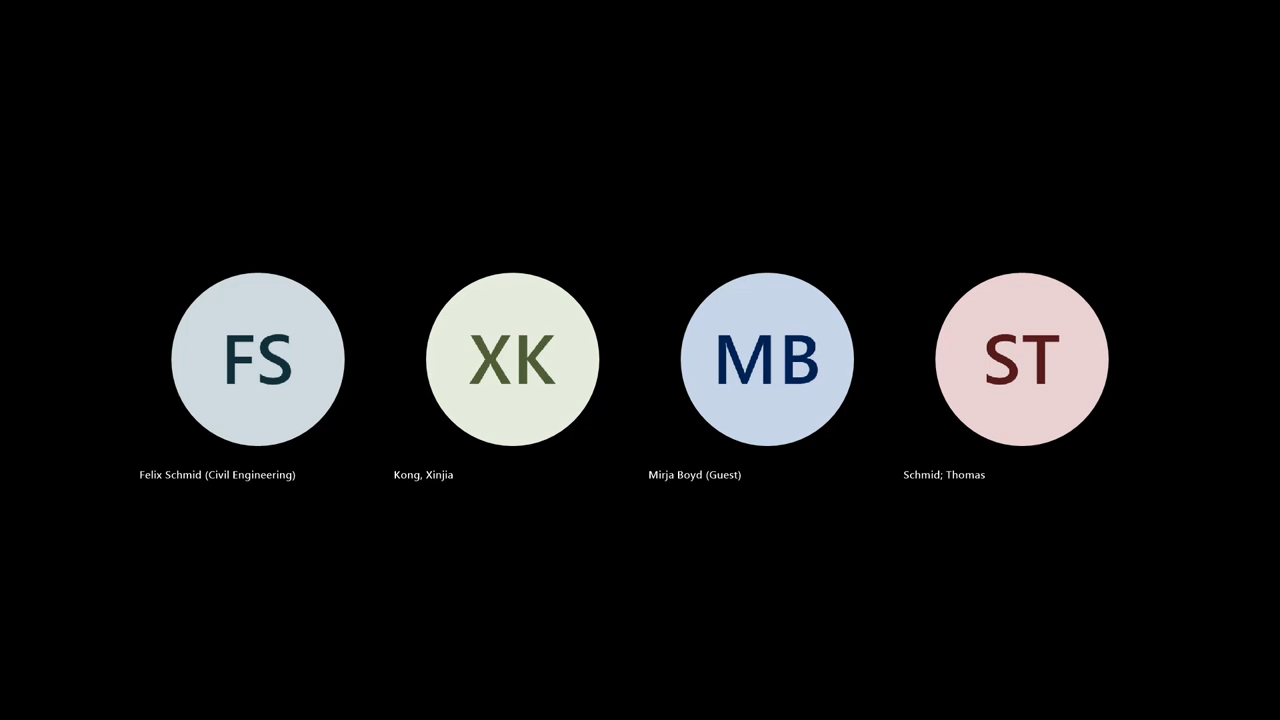 FS XK MB ST
Felix Schmid (Civil Engineering) Kong, Xinjia Mirja Boyd (Guest) Schmid; Thomas